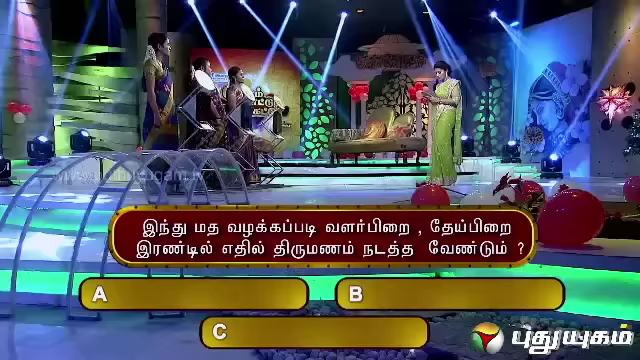 இந்து மத வழக்கப்படி வளர்பிறை , தேய்பிறை
இரண்டில் எதில் திருமணம் நடத்த வேண்டும் ?
A
B
C
புதுயுகம்